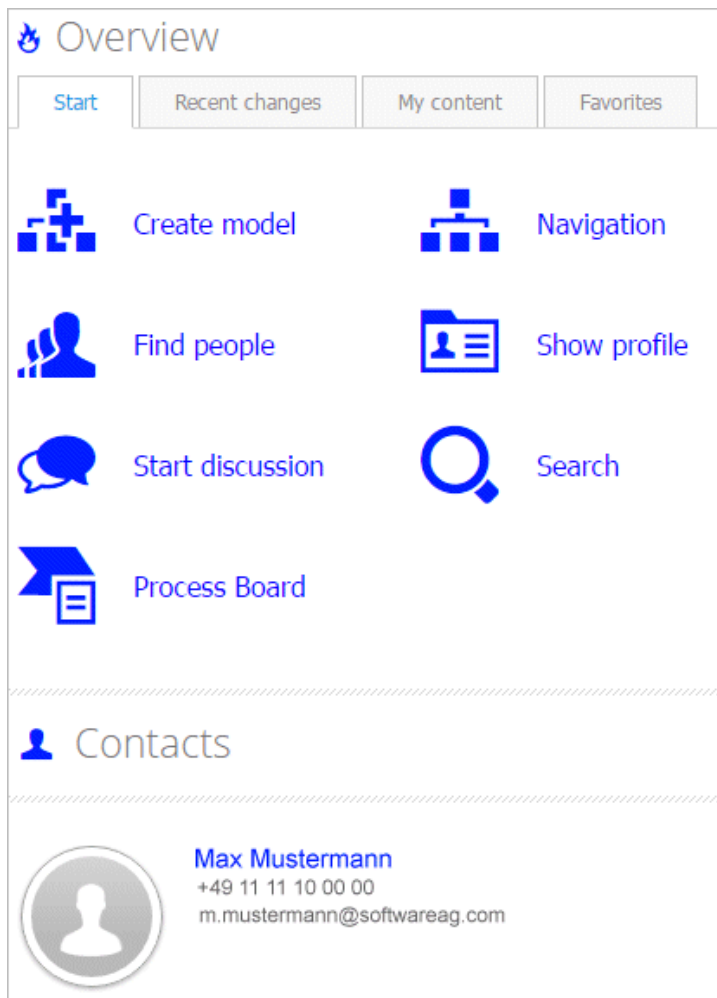 Overview
Start Recent changes My content Favorites
Create model Navigation
Find people Show profile
Start discussion Search
Process Board
Contacts
Max Mustermann
+49 11 11 10 00 00
m.mustermann@softwareag.com